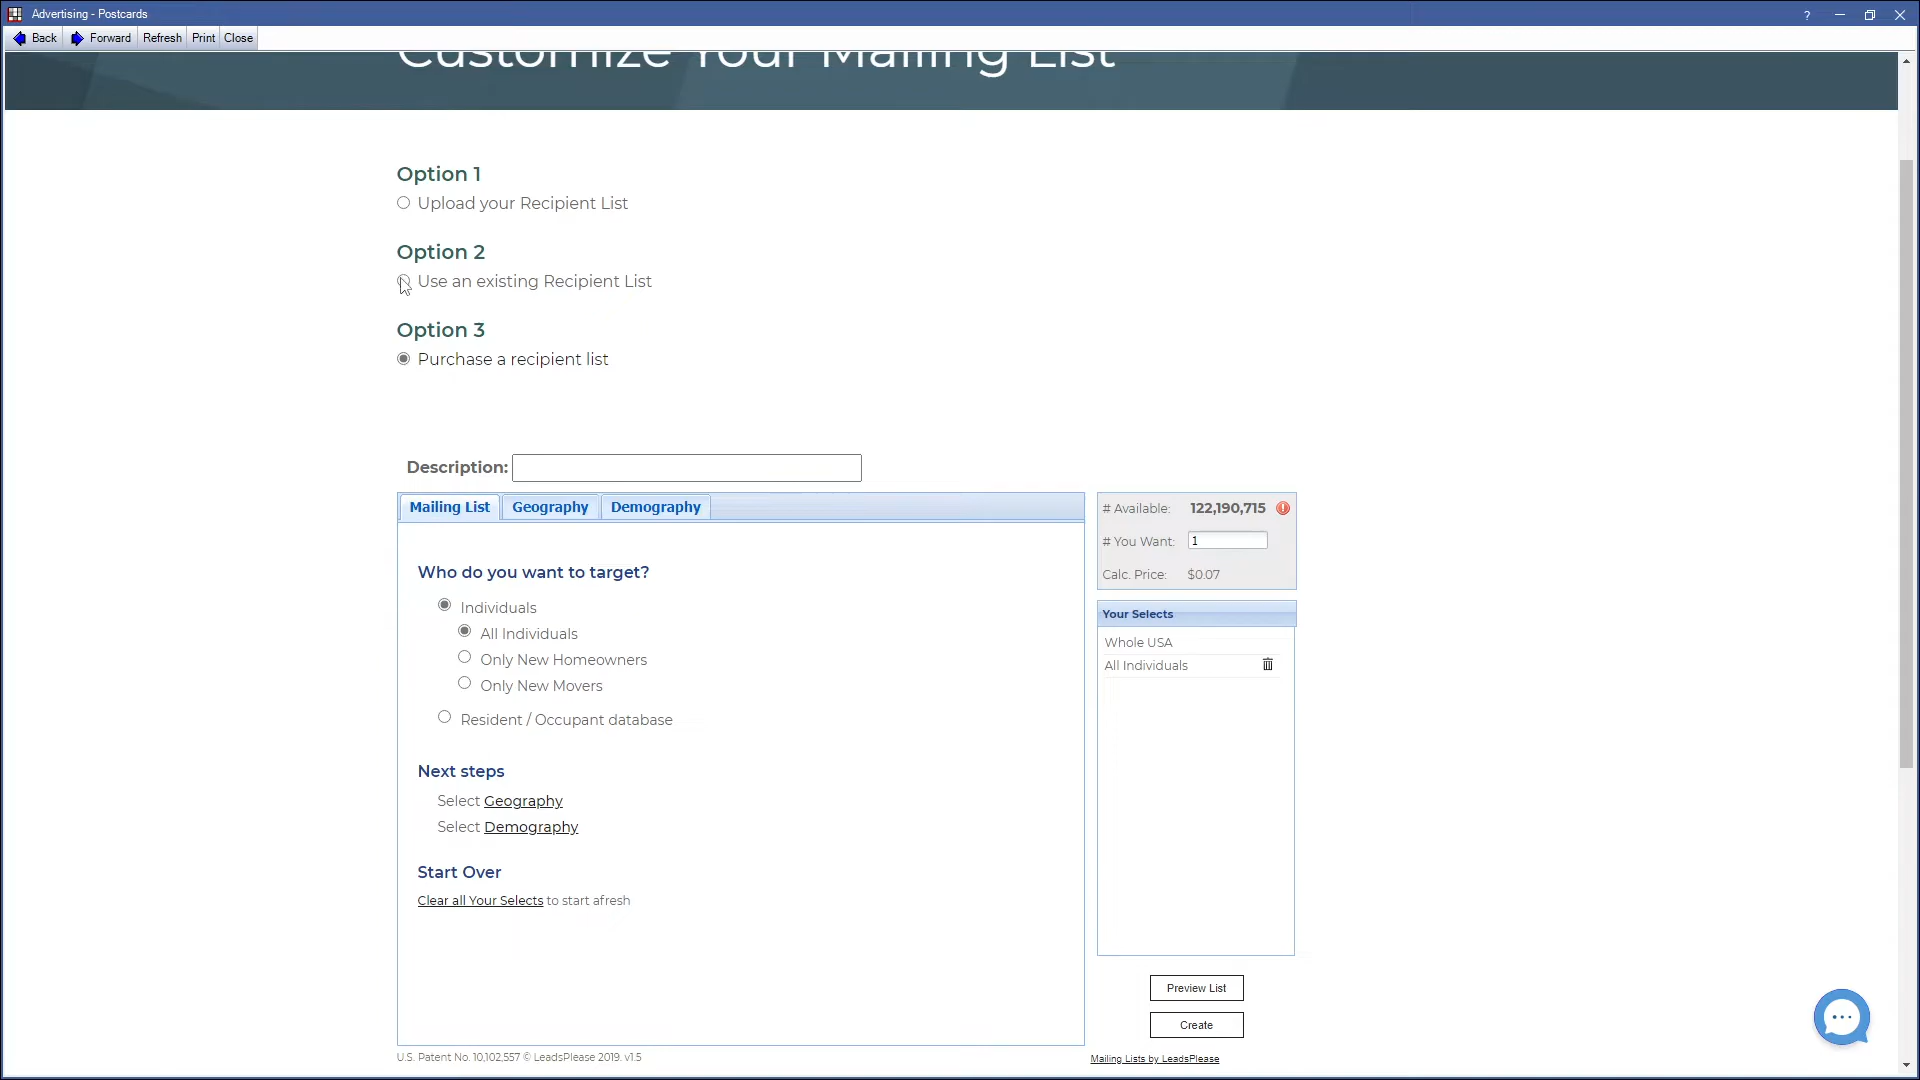 Advertising - Postcards
?
Back Forward Refresh Print Close
Customize Your Mailing List
Option 1
Upload your Recipient List
Option 2
Use an existing Recipient List
Option 3
Purchase a recipient list
Description:
Mailing List Geography Demography
Who do you want to target?
Individuals
All Individuals
Only New Homeowners
Only New Movers
Resident / Occupant database
Next steps
Select Geography
Select Demography
Start Over
Clear all Your Selects to start afresh
# Available: 122,190,715
# You Want: 1
Calc. Price: $0.07
Your Selects
Whole USA
All Individuals
Preview List
Create
U.S. Patent No. 10,102,557 © LeadsPlease 2019. v1.5
Mailing Lists by LeadsPlease